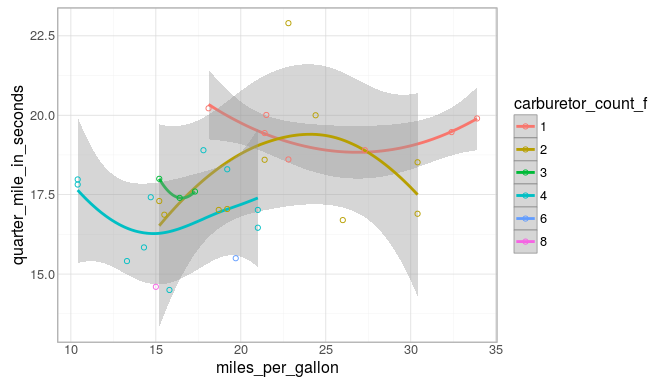 22.5
20.0
17.5
15.0
10 15 20 25 30 35
quarter_mile_in_seconds
miles_per_gallon
carburetor_count_f
1
2
3
4
6
8